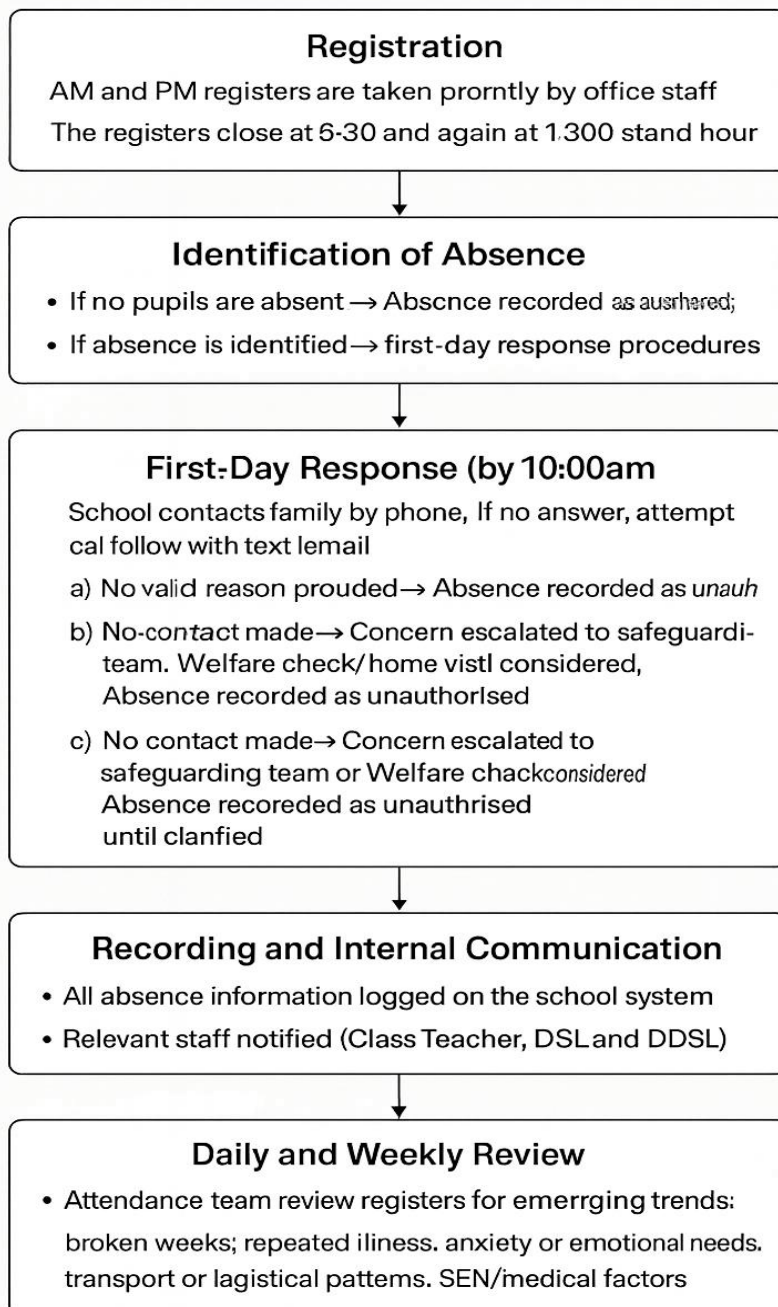 Registration
AM and PM registers are taken prorntly by office staff
The registers close at 6-30 and again at 1.300 stand hour
Identification of Absence
• If no pupils are absent → Abscnce recorded as
• If absence is identified → first-day response procedures
First-Day Response (by 10:00am
School contacts family by phone, If no answer, attempt
cal follow with text lemail
a) No valid reason prouded → Absence recorded as unauh
b) No-contact made → Concern escalated to safeguardi-
team. Welfare check/home vistl considered,
Absence recorded as unauthorlsed
c) No contact made → Concern escalated to
safeguarding team or Welfare chackconsidered
Absence recoreded as unauthrised
until clanfied
Recording and Internal Communication
• All absence information logged on the school system
• Relevant staff notified (Class Teacher, DSL and DDSL)
Daily and Weekly Review
• Attendance team review registers for emerrging trends:
broken weeks; repeated iliness. anxiety or emotional needs.
transport or lagistical pattems. SEN/medical factors